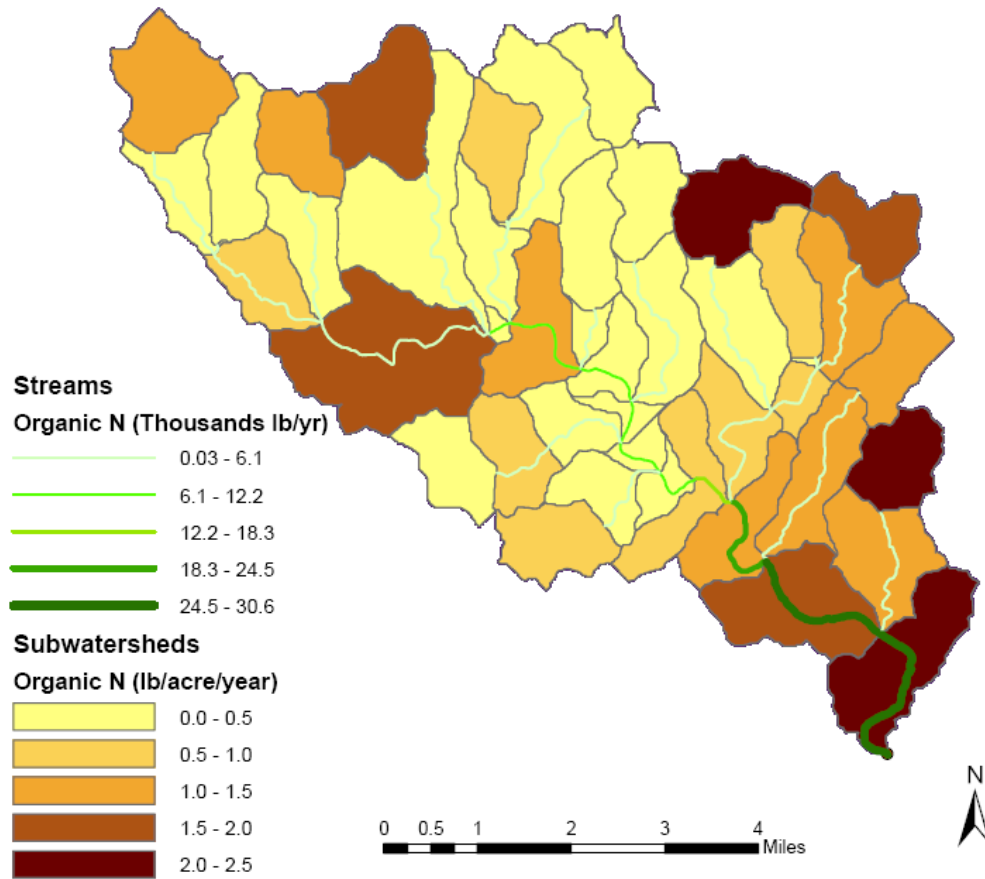 Streams
Organic N (Thousands lb/yr)
0.03 - 6.1
6.1 - 12.2
12.2 - 18.3
18.3 - 24.5
24.5 - 30.6
Subwatersheds
Organic N (lb/acre/year)
0.0 - 0.5
0.5 - 1.0
1.0 - 1.5
1.5 - 2.0
2.0 - 2.5
0 0.5 1 2 3 4
Miles
N